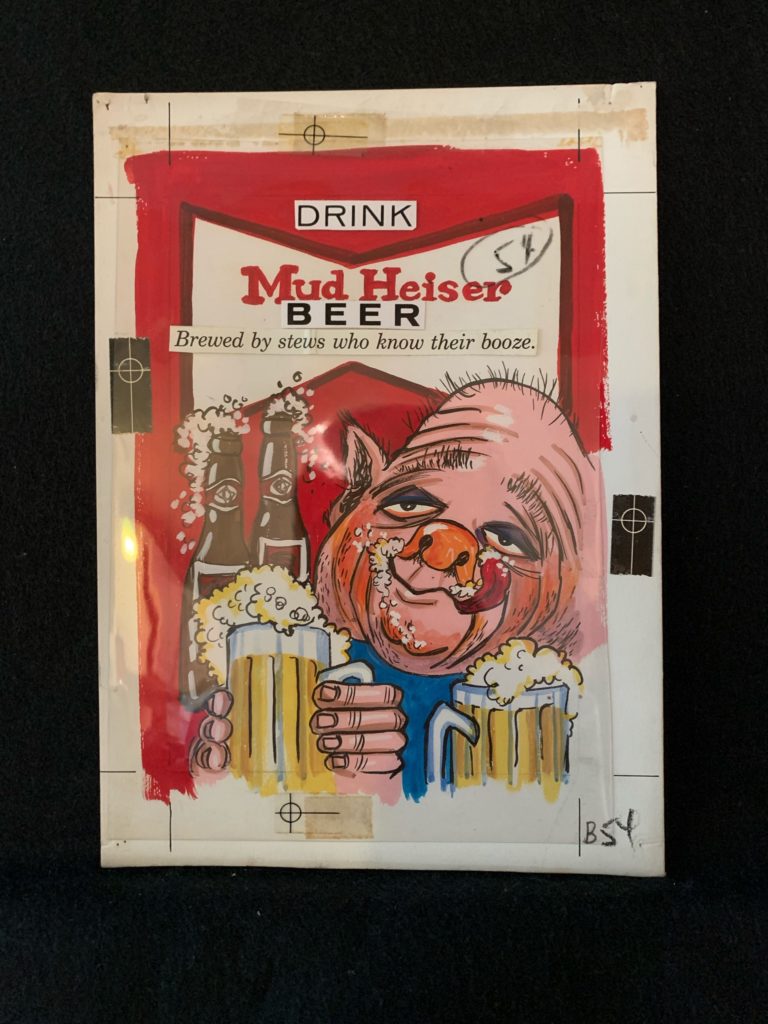 DRINK
54
Mud Heiser
BEER
Brewed by stews who know their booze.
B54